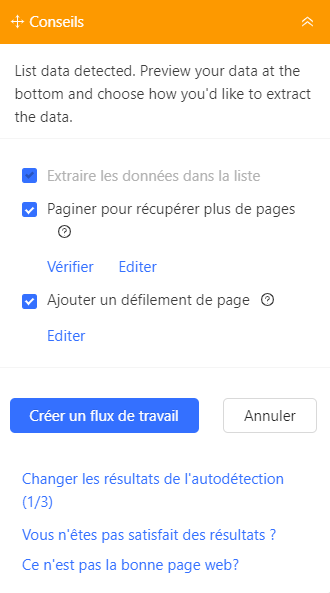 Conseils
List data detected. Preview your data at the
bottom and choose how you'd like to extract
the data.
Extraire les données dans la liste
Paginer pour récupérer plus de pages
Vérifier Editer
Ajouter un défilement de page
Editer
Créer un flux de travail Annuler
Changer les résultats de l'autodétection
(1/3)
Vous n'êtes pas satisfait des résultats ?
Ce n'est pas la bonne page web?